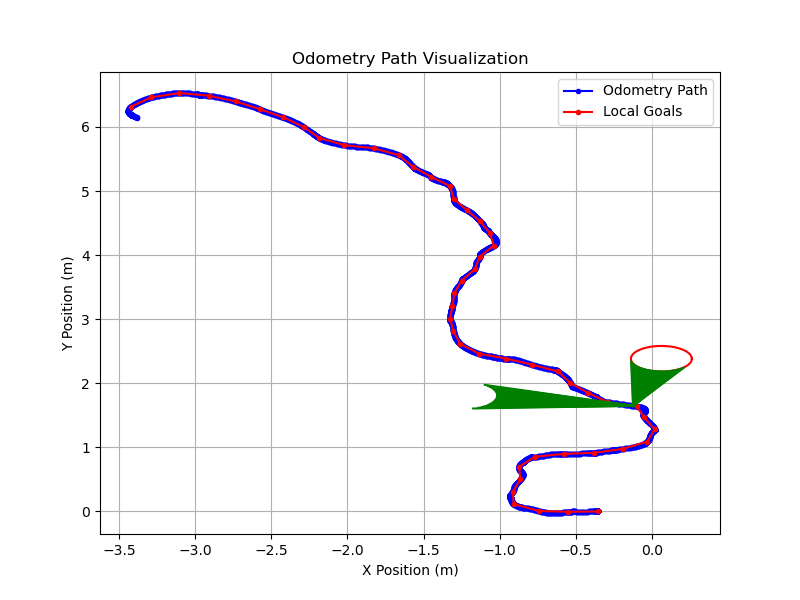 Odometry Path Visualization
Odometry Path
Local Goals
Y Position (m)
6
5
4
3
2
1
0
−3.5 −3.0 −2.5 −2.0 −1.5 −1.0 −0.5 0.0
X Position (m)